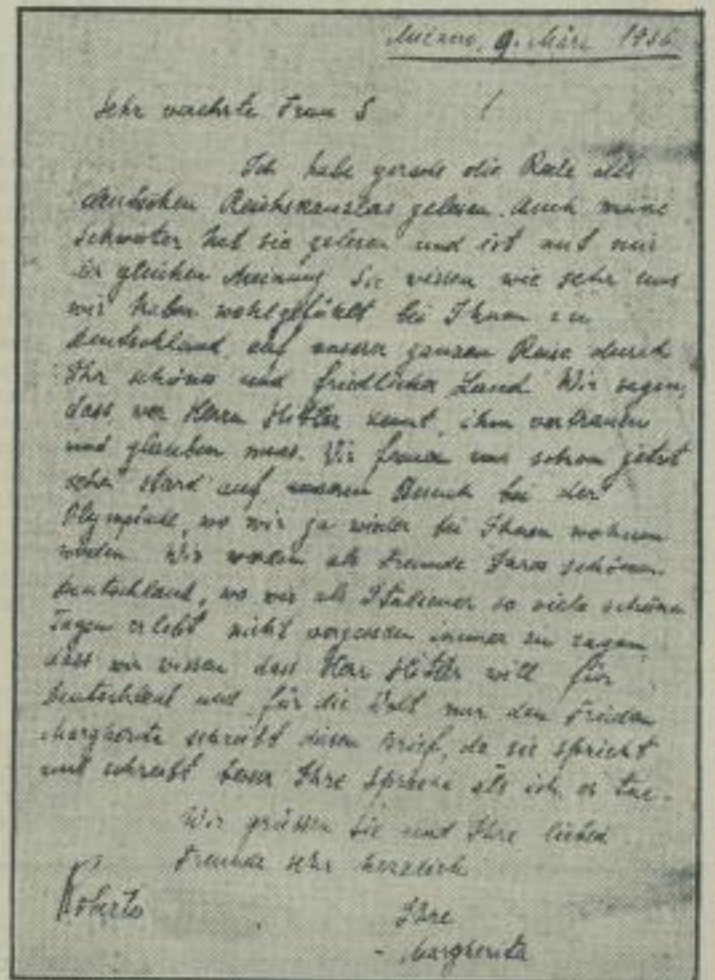 Milano, 9. März 1936
Sehr verehrte Frau S !
Ich habe gerade die Rede des
deutschen Reichskanzlers gelesen. Auch meine
Schwester hat sie gelesen und ist mit mir
der gleichen Meinung. Sie wissen wie sehr uns
wir haben wohlgefühlt bei Ihnen in
Deutschland, auf unserer ganzen Reise durch
Ihr schönes und friedliches Land. Wir sagen,
dass, wer Herrn Hitler kennt, ihm vertrauen
und glauben muss. Wir freuen uns schon jetzt
sehr auf unseren Besuch bei der
Olympiade, wo wir ja wieder bei Ihnen wohnen
werden. Wir werden als Freunde Ihres schönen
Deutschland, wo wir als Italiener so viele schöne
Tagen erlebt nicht vergessen immer zu sagen,
dass wir wissen dass Herr Hitler will für
Deutschland und für die Welt nur den Frieden
Margherita schreibt diesen Brief, da sie spricht
und schreibt besser Ihre Sprache als ich es tue.
Wir grüssen Sie und Ihre lieben
Freunde sehr herzlich
Roberto
Ihre
- Margherita